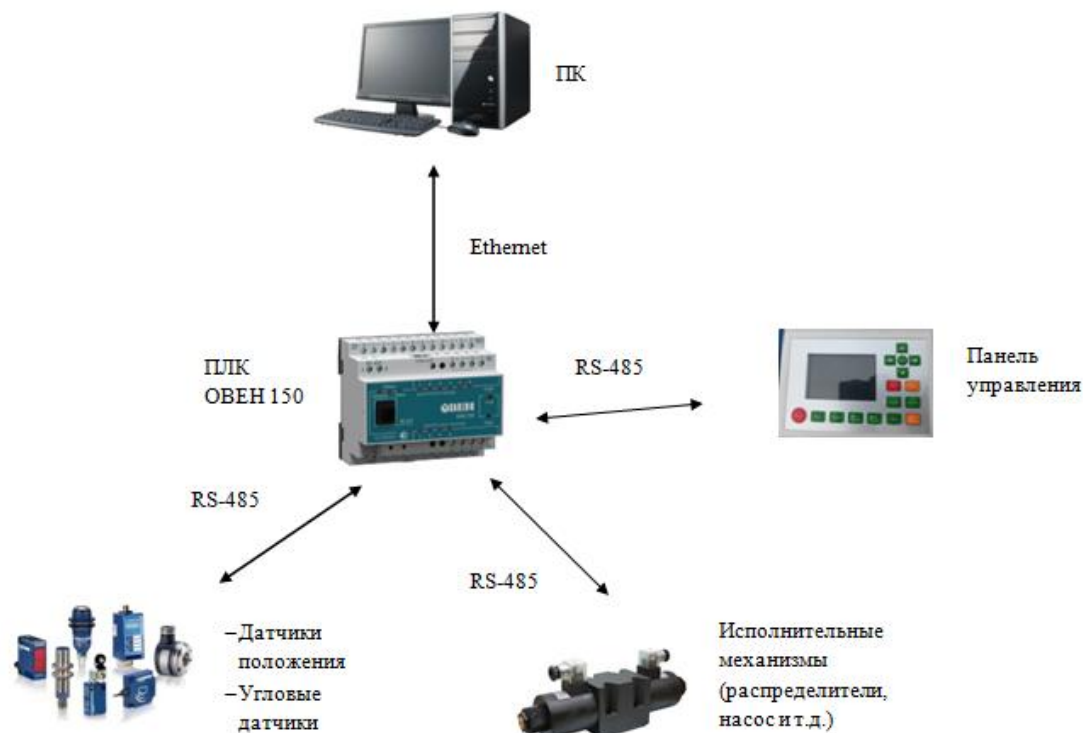 ПК
Ethernet
ПЛК
ОВЕН 150
ОВЕН
RS-485
Панель
управления
RS-485
RS-485
–Датчики
положения
–Угловые
датчики
Исполнительные
механизмы
(распределители,
насос и т.д.)